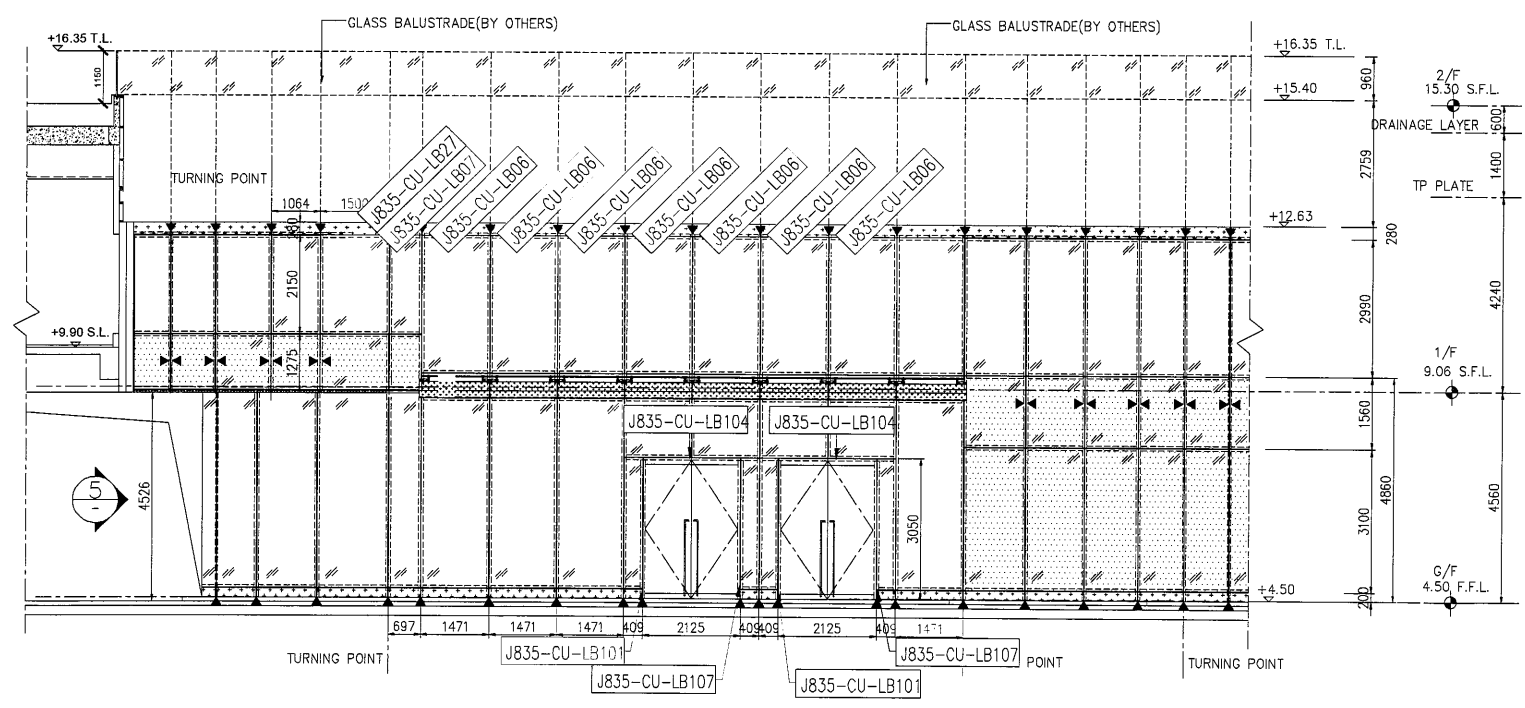 GLASS BALUSTRADE(BY OTHERS)
GLASS BALUSTRADE(BY OTHERS)
+16.35 T.L.
+16.35 T.L.
1150
960
2/F
15.30 S.F.L.
+15.40
600
DRAINAGE LAYER
2759
1400
TP PLATE
TURNING POINT
1064
J835-CU-LB27
J835-CU-LB07
J835-CU-LB06
J835-CU-LB06
J835-CU-LB06
J835-CU-LB06
J835-CU-LB06
J835-CU-LB06
J835-CU-LB06
+12.63
280
2150
2990
4240
+9.90 S.L.
1275
1/F
9.06 S.F.L.
J835-CU-LB104
J835-CU-LB104
1560
5
-
4526
3050
4860
3100
4560
G/F
4.50 F.F.L.
+4.50
200
697
1471
1471
1471
409
2125
409
409
2125
409
1471
J835-CU-LB101
J835-CU-LB107
TURNING POINT
POINT
TURNING POINT
J835-CU-LB107
J835-CU-LB101